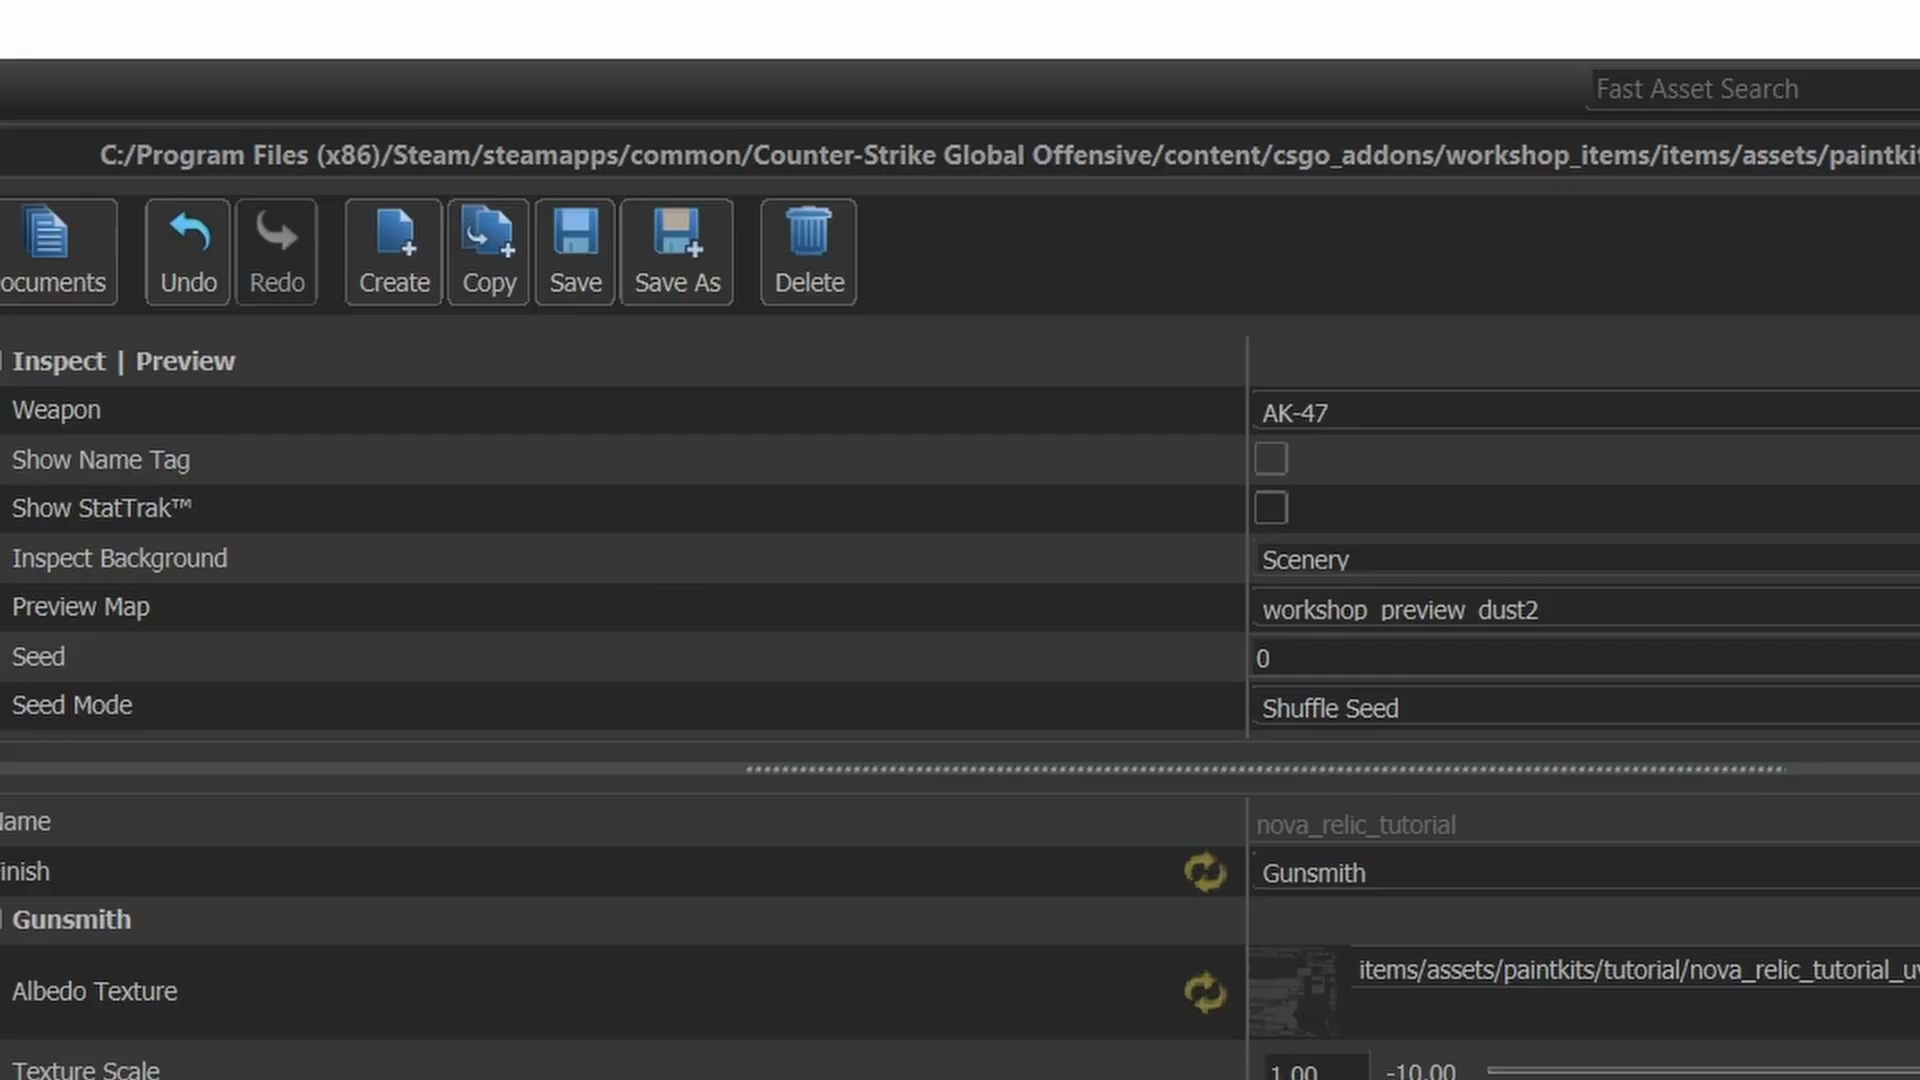 Fast Asset Search
C:/Program Files (x86)/Steam/steamapps/common/Counter-Strike Global Offensive/content/csgo_addons/workshop_items/items/assets/paintki
ocuments
Undo
Redo
Create
Copy
Save
Save As
Delete
Inspect | Preview
Weapon
AK-47
Show Name Tag
Show StatTrak™
Inspect Background
Scenery
Preview Map
workshop_preview_dust2
Seed
0
Seed Mode
Shuffle Seed
ame
nova_relic_tutorial
inish
Gunsmith
Gunsmith
Albedo Texture
items/assets/paintkits/tutorial/nova_relic_tutorial_uv
Texture Scale
1.00
-10.00